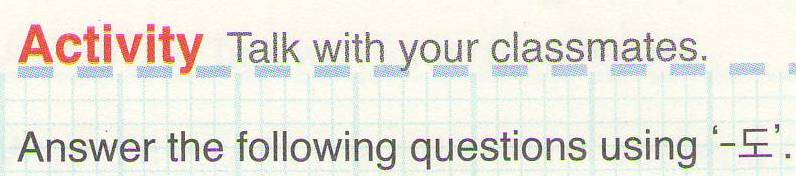 Activity Talk with your classmates.
Answer the following questions using ‘-도’.